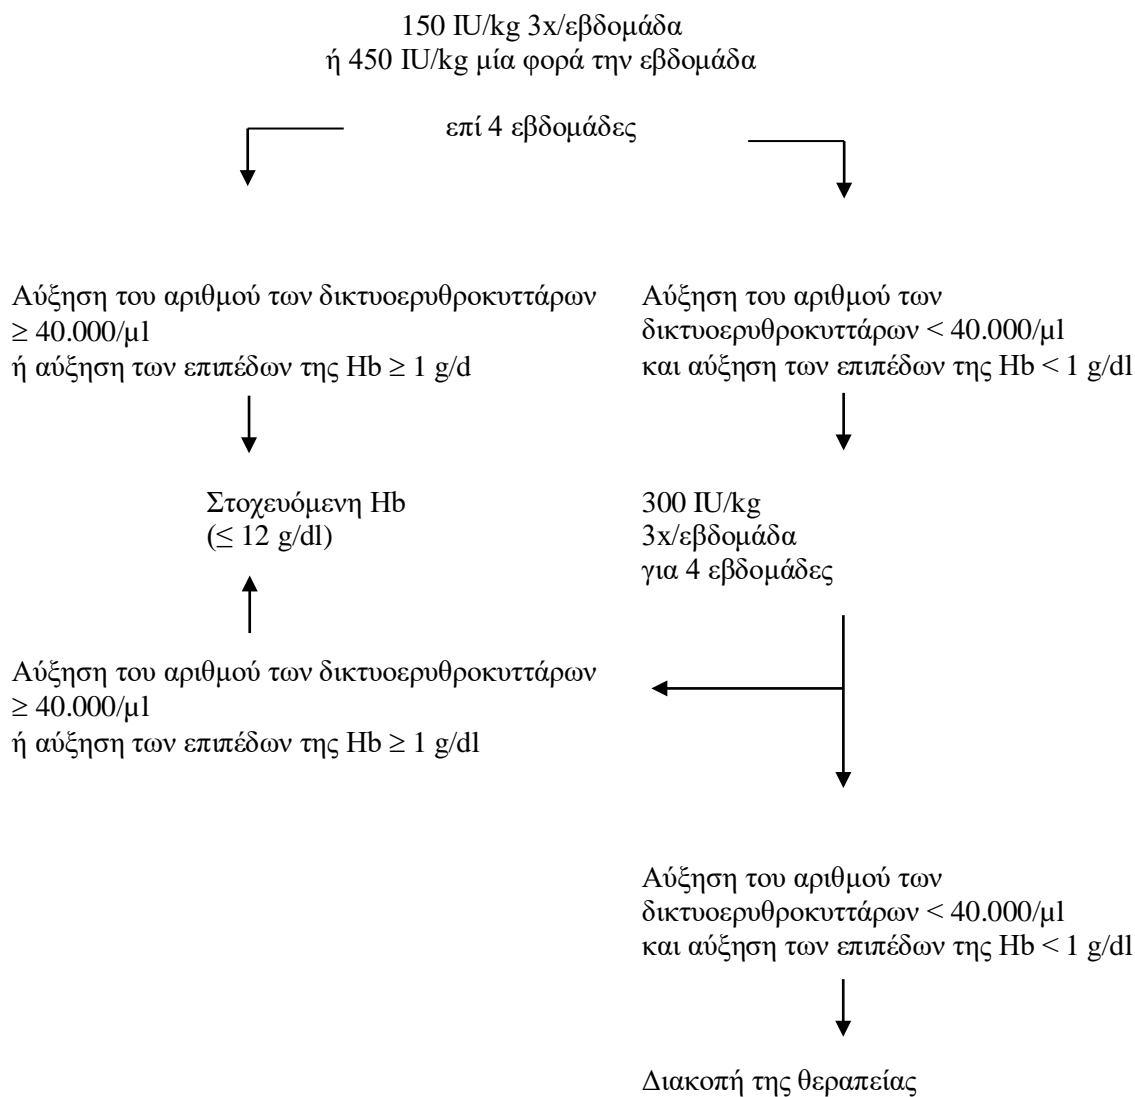 150 IU/kg 3x/εβδομάδα
ή 450 IU/kg μία φορά την εβδομάδα
επί 4 εβδομάδες
Αύξηση του αριθμού των δικτυοερυθροκυττάρων
≥ 40.000/μl
ή αύξηση των επιπέδων της Hb ≥ 1 g/d
Αύξηση του αριθμού των
δικτυοερυθροκυττάρων < 40.000/μl
και αύξηση των επιπέδων της Hb < 1 g/dl
Στοχευόμενη Hb
(≤ 12 g/dl)
300 IU/kg
3x/εβδομάδα
για 4 εβδομάδες
Αύξηση του αριθμού των δικτυοερυθροκυττάρων
≥ 40.000/μl
ή αύξηση των επιπέδων της Hb ≥ 1 g/dl
Αύξηση του αριθμού των
δικτυοερυθροκυττάρων < 40.000/μl
και αύξηση των επιπέδων της Hb < 1 g/dl
Διακοπή της θεραπείας